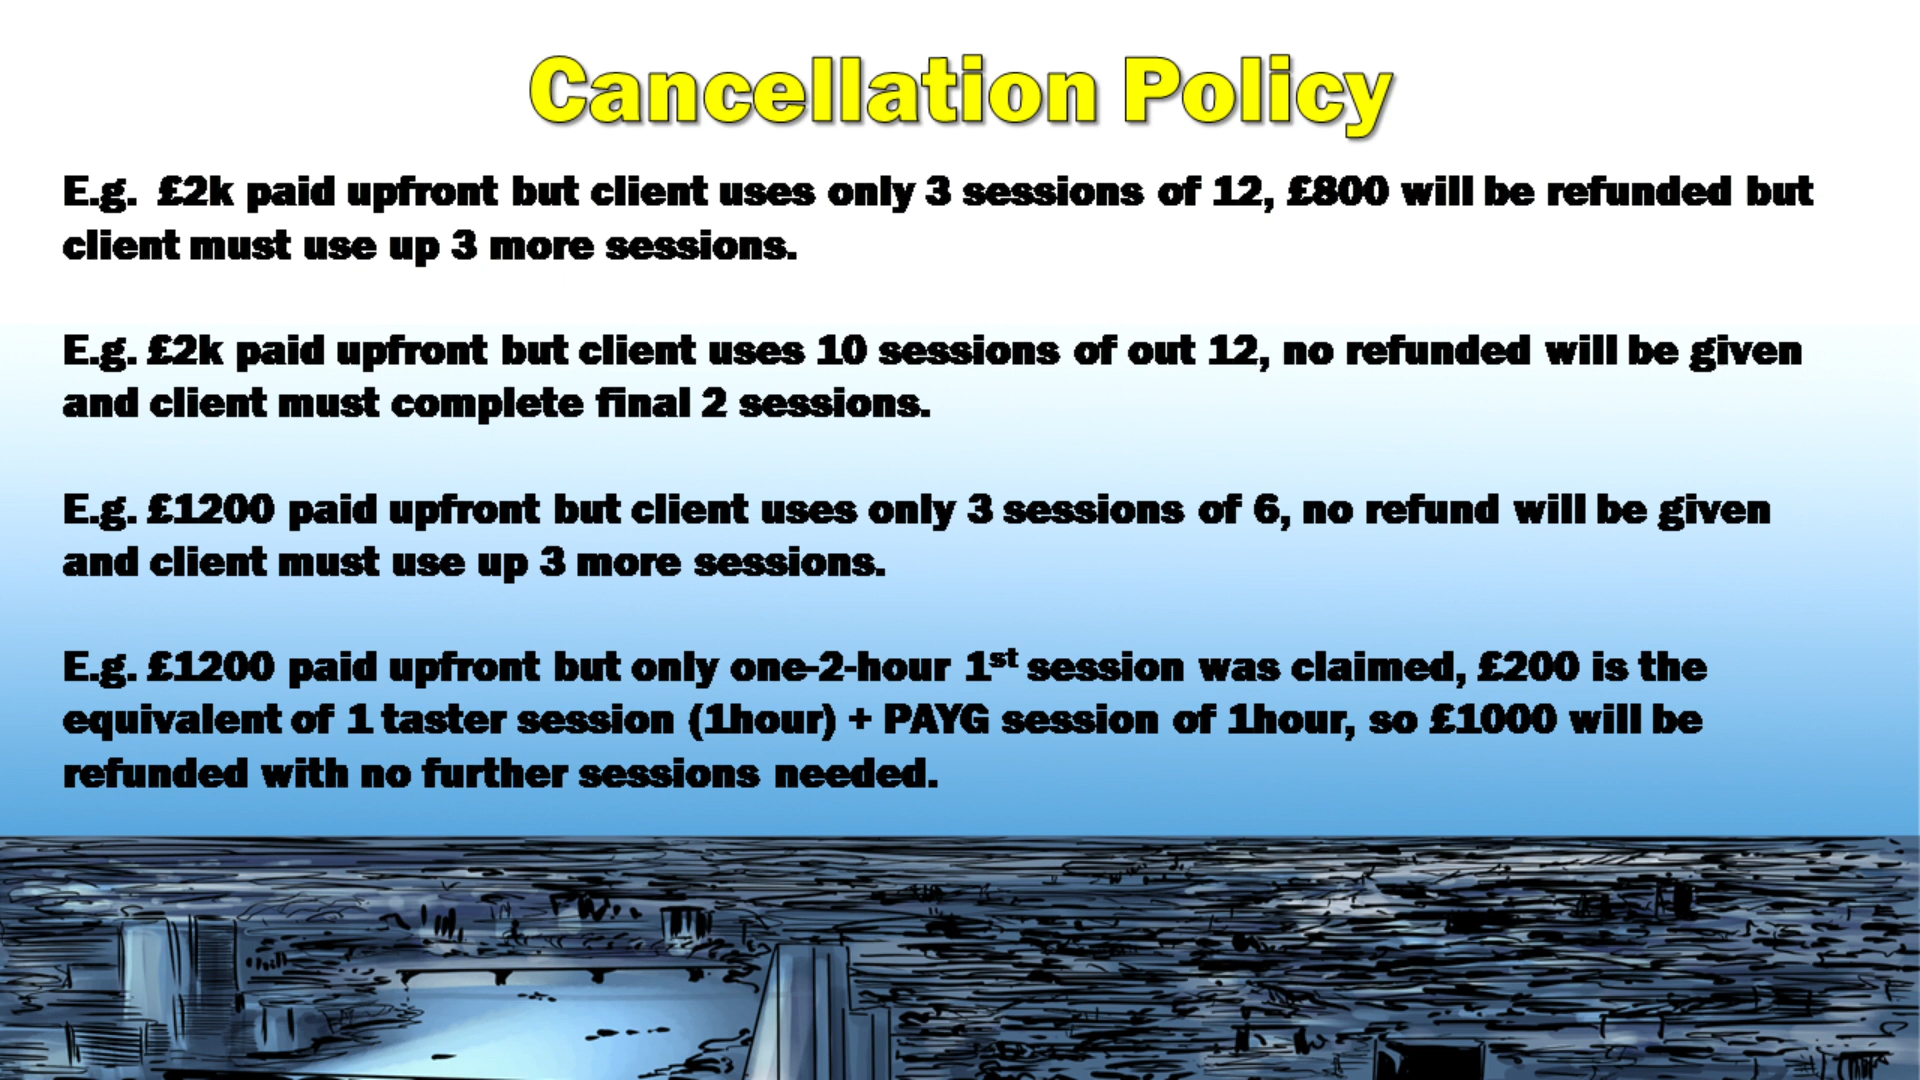 Cancellation Policy
E.g. £2k paid upfront but client uses only 3 sessions of 12, £800 will be refunded but
client must use up 3 more sessions.
E.g. £2k paid upfront but client uses 10 sessions of out 12, no refunded will be given
and client must complete final 2 sessions.
E.g. £1200 paid upfront but client uses only 3 sessions of 6, no refund will be given
and client must use up 3 more sessions.
E.g. £1200 paid upfront but only one-2-hour 1st session was claimed, £200 is the
equivalent of 1 taster session (1hour) + PAYG session of 1hour, so £1000 will be
refunded with no further sessions needed.